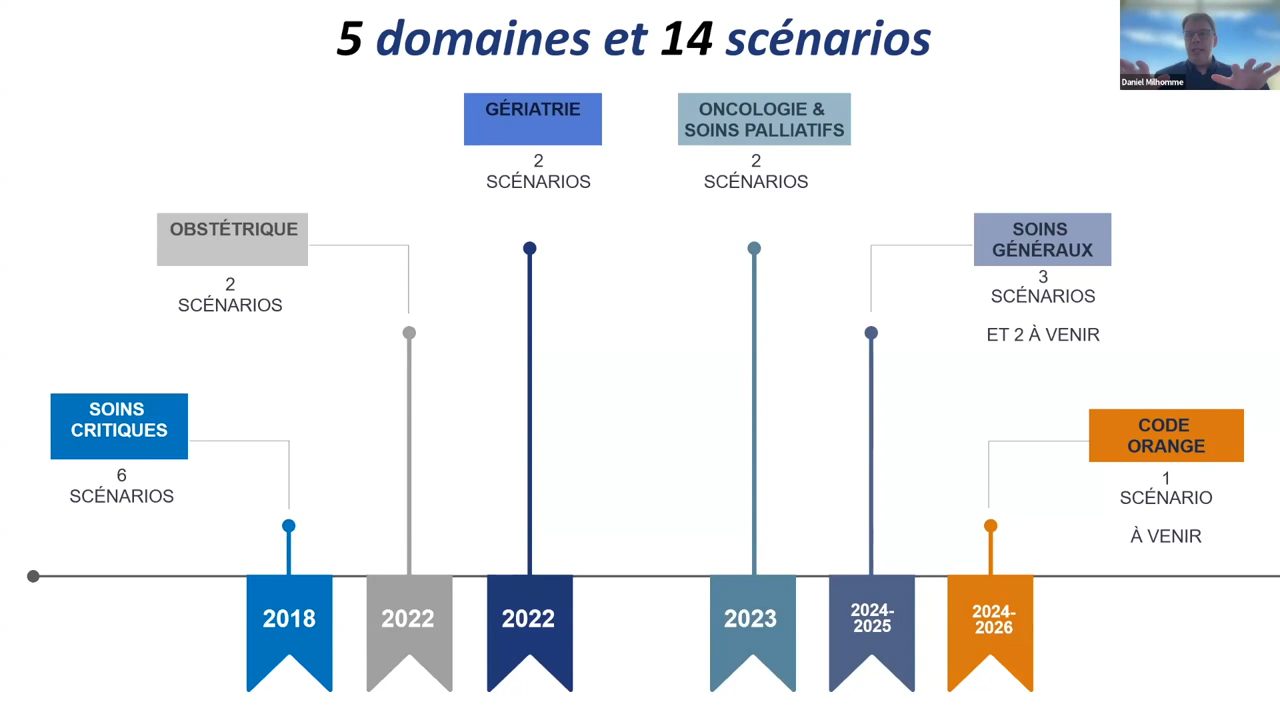 5 domaines et 14 scénarios
Daniel Milhomme
GÉRIATRIE
2
SCÉNARIOS
ONCOLOGIE &
SOINS PALLIATIFS
2
SCÉNARIOS
OBSTÉTRIQUE
2
SCÉNARIOS
SOINS
GÉNÉRAUX
3
SCÉNARIOS
ET 2 À VENIR
SOINS
CRITIQUES
6
SCÉNARIOS
CODE
ORANGE
1
SCÉNARIO
À VENIR
2018
2022
2022
2023
2024-
2025
2024-
2026